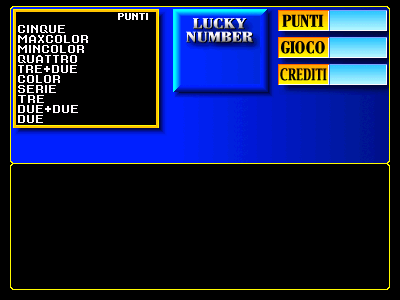 PUNTI
CINQUE
MAXCOLOR
MINCOLOR
QUATTRO
TRE+DUE
COLOR
SERIE
TRE
DUE+DUE
DUE
LUCKY
NUMBER
PUNTI
GIOCO
CREDITI